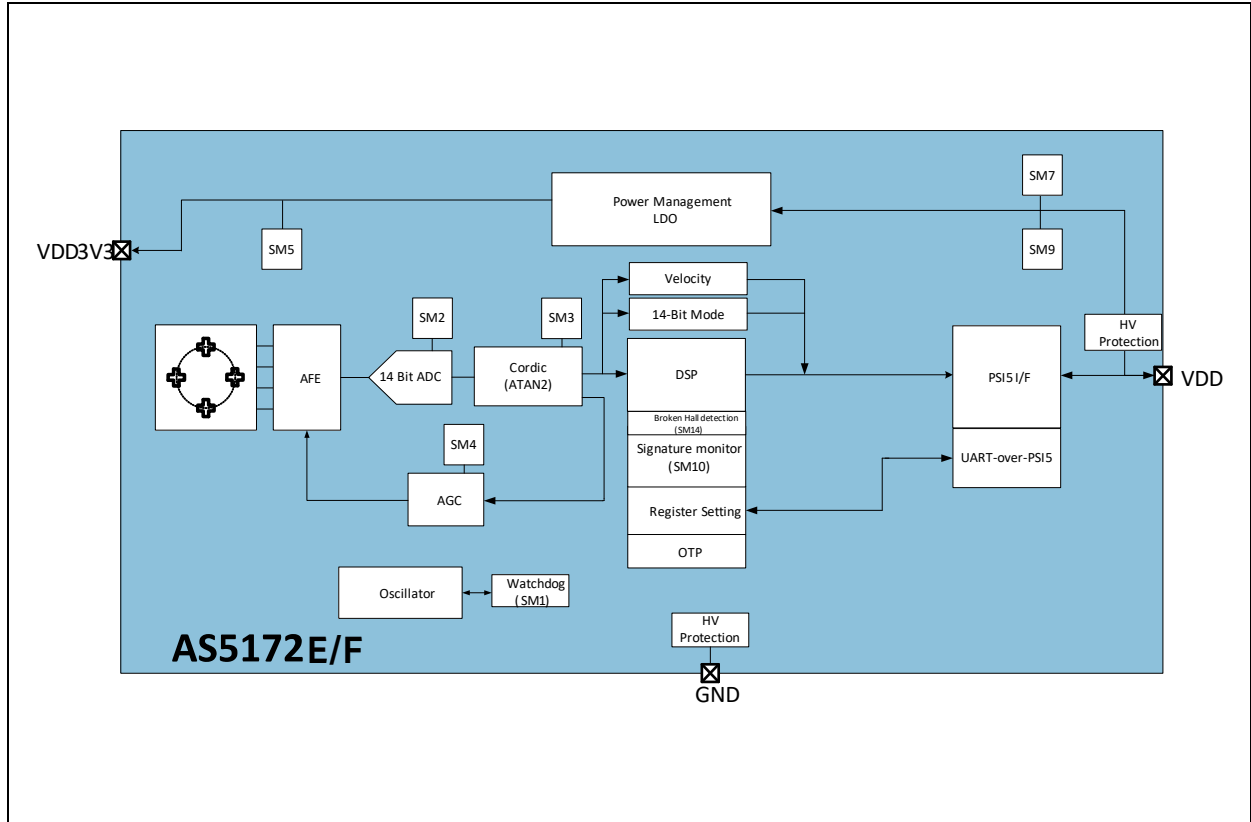 SM7
Power Management
LDO
VDD3V3
SM5
SM9
Velocity
14-Bit Mode
SM2
SM3
HV
Protection
AFE
14 Bit ADC
Cordic
(ATAN2)
DSP
PSI5 I/F
VDD
Broken Hall detection
(SM14)
SM4
Signature monitor
(SM10)
UART-over-PSI5
AGC
Register Setting
OTP
Oscillator
Watchdog
(SM1)
HV
Protection
AS5172E/F
GND